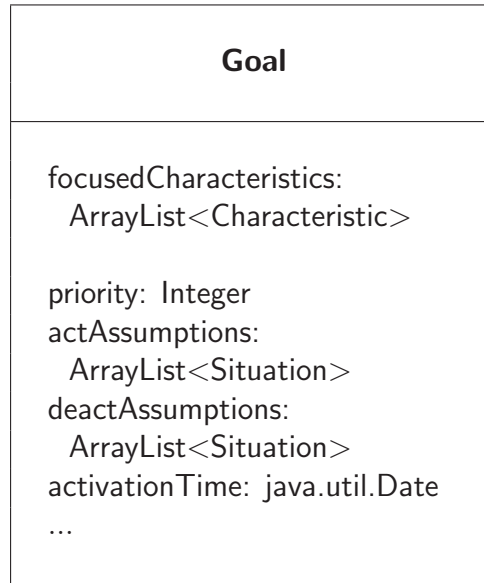 Goal
focusedCharacteristics:
ArrayList<Characteristic>
priority: Integer
actAssumptions:
ArrayList<Situation>
deactAssumptions:
ArrayList<Situation>
activationTime: java.util.Date
...